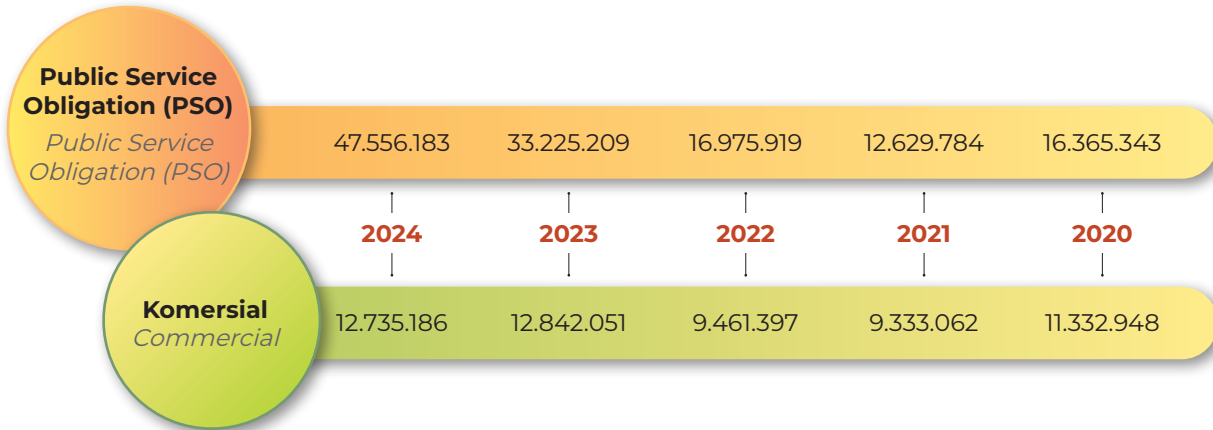 Public Service
Obligation (PSO)
Public Service
Obligation (PSO)
47.556.183 33.225.209 16.975.919 12.629.784 16.365.343
2024 2023 2022 2021 2020
Komersial
Commercial
12.735.186 12.842.051 9.461.397 9.333.062 11.332.948